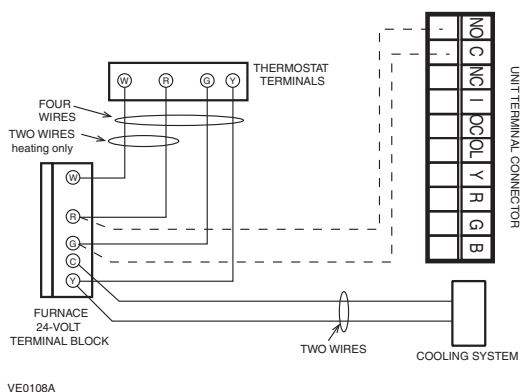 THERMOSTAT
TERMINALS
W
R
G
Y
FOUR
WIRES
TWO WIRES
heating only
W
R
G
C
Y
FURNACE
24-VOLT
TERMINAL BLOCK
TWO WIRES
COOLING SYSTEM
NO
C
NC
I
OCOL
Y
R
G
B
UNIT TERMINAL CONNECTOR
VE0108A